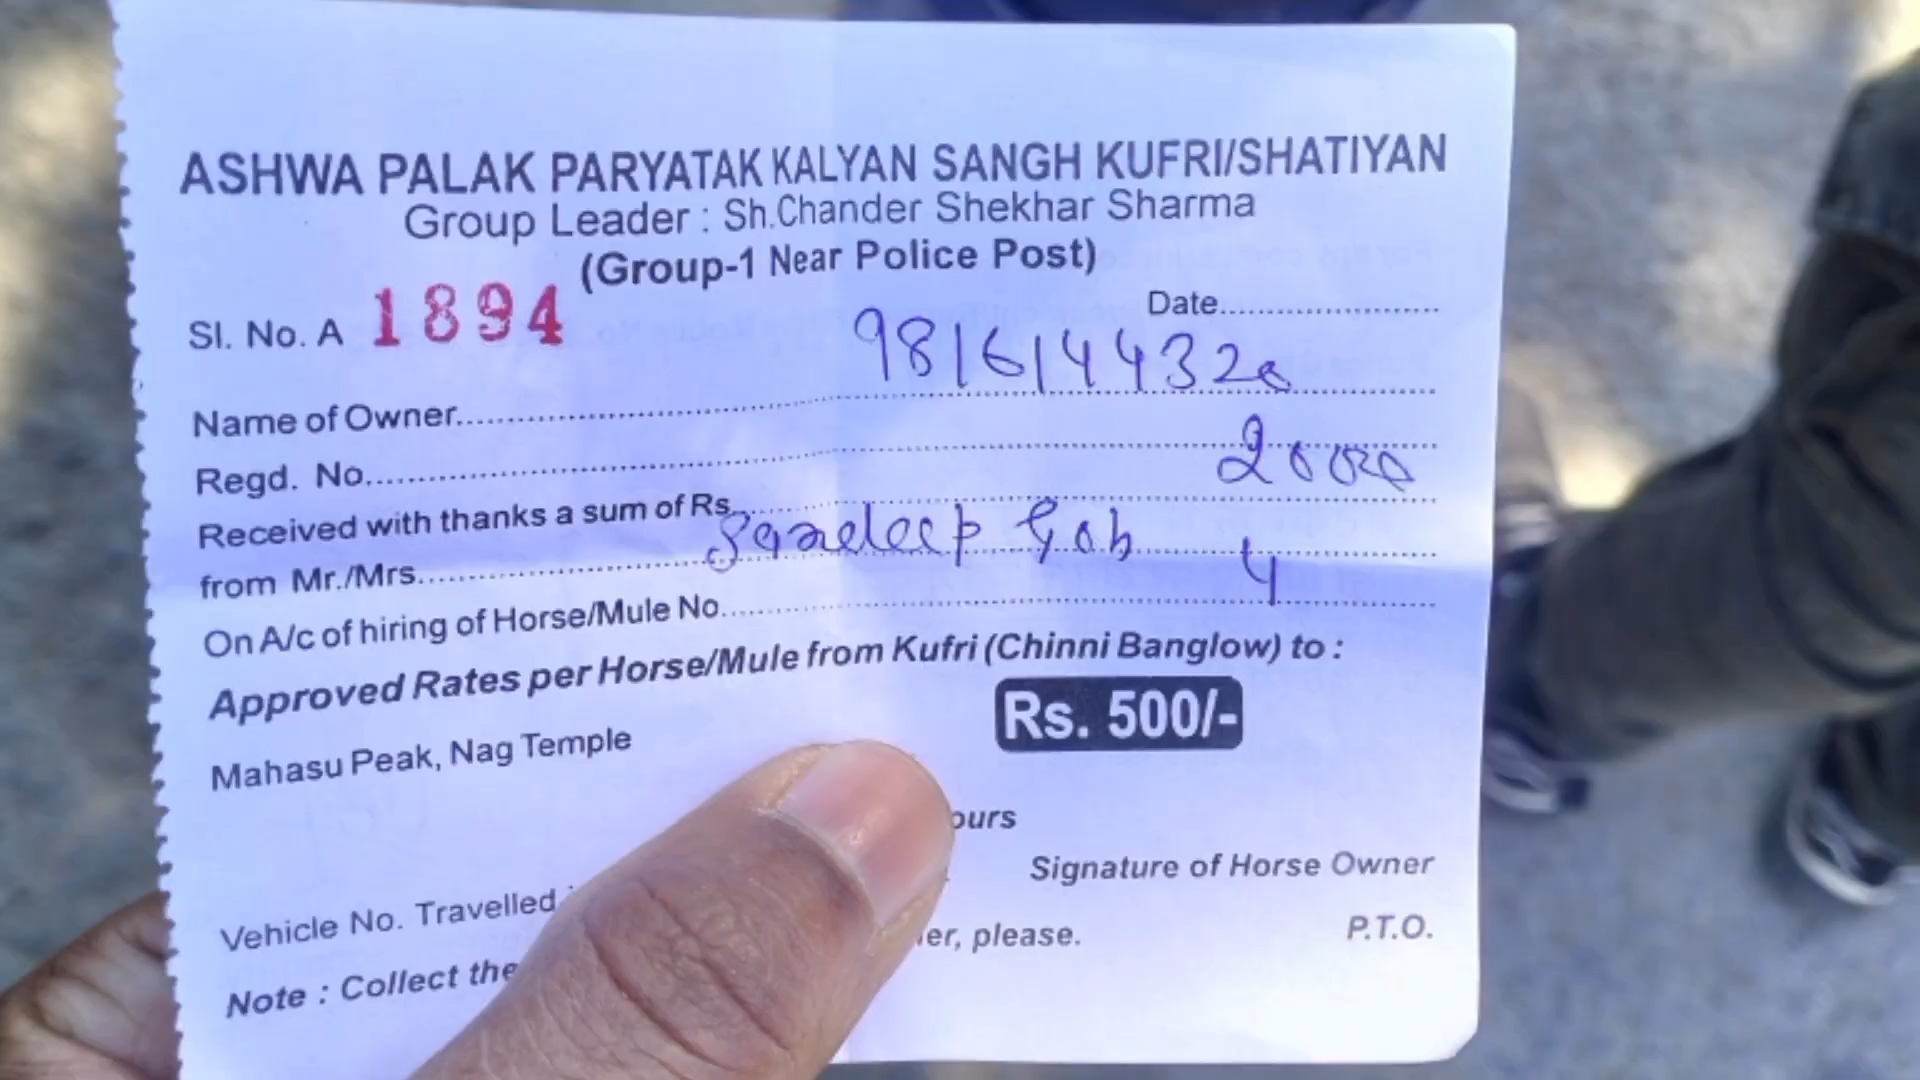 ASHWA PALAK PARYATAK KALYAN SANGH KUFRI/SHATIYAN
Group Leader : Sh.Chander Shekhar Sharma
(Group-1 Near Police Post)
Sl. No. A 1894 Date....................
9816144320
Name of Owner....................
Regd. No.................... 2000
Received with thanks a sum of Rs....................
from Mr./Mrs.................... Sandeep
On A/c of hiring of Horse/Mule No.................... 4
Approved Rates per Horse/Mule from Kufri (Chinni Banglow) to :
Mahasu Peak, Nag Temple Rs. 500/-
ours
Signature of Horse Owner
Vehicle No. Travelled
Note : Collect the er, please. P.T.O.